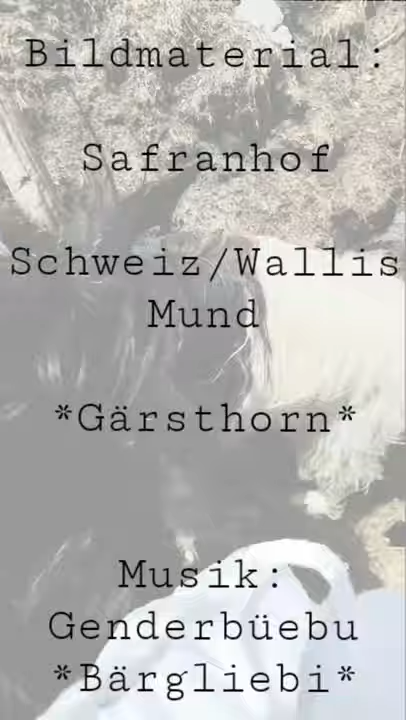 Bildmaterial:
Safranhof
Schweiz/Wallis
Mund
*Gärsthorn*
Musik:
Genderbüebu
*Bärgliebi*